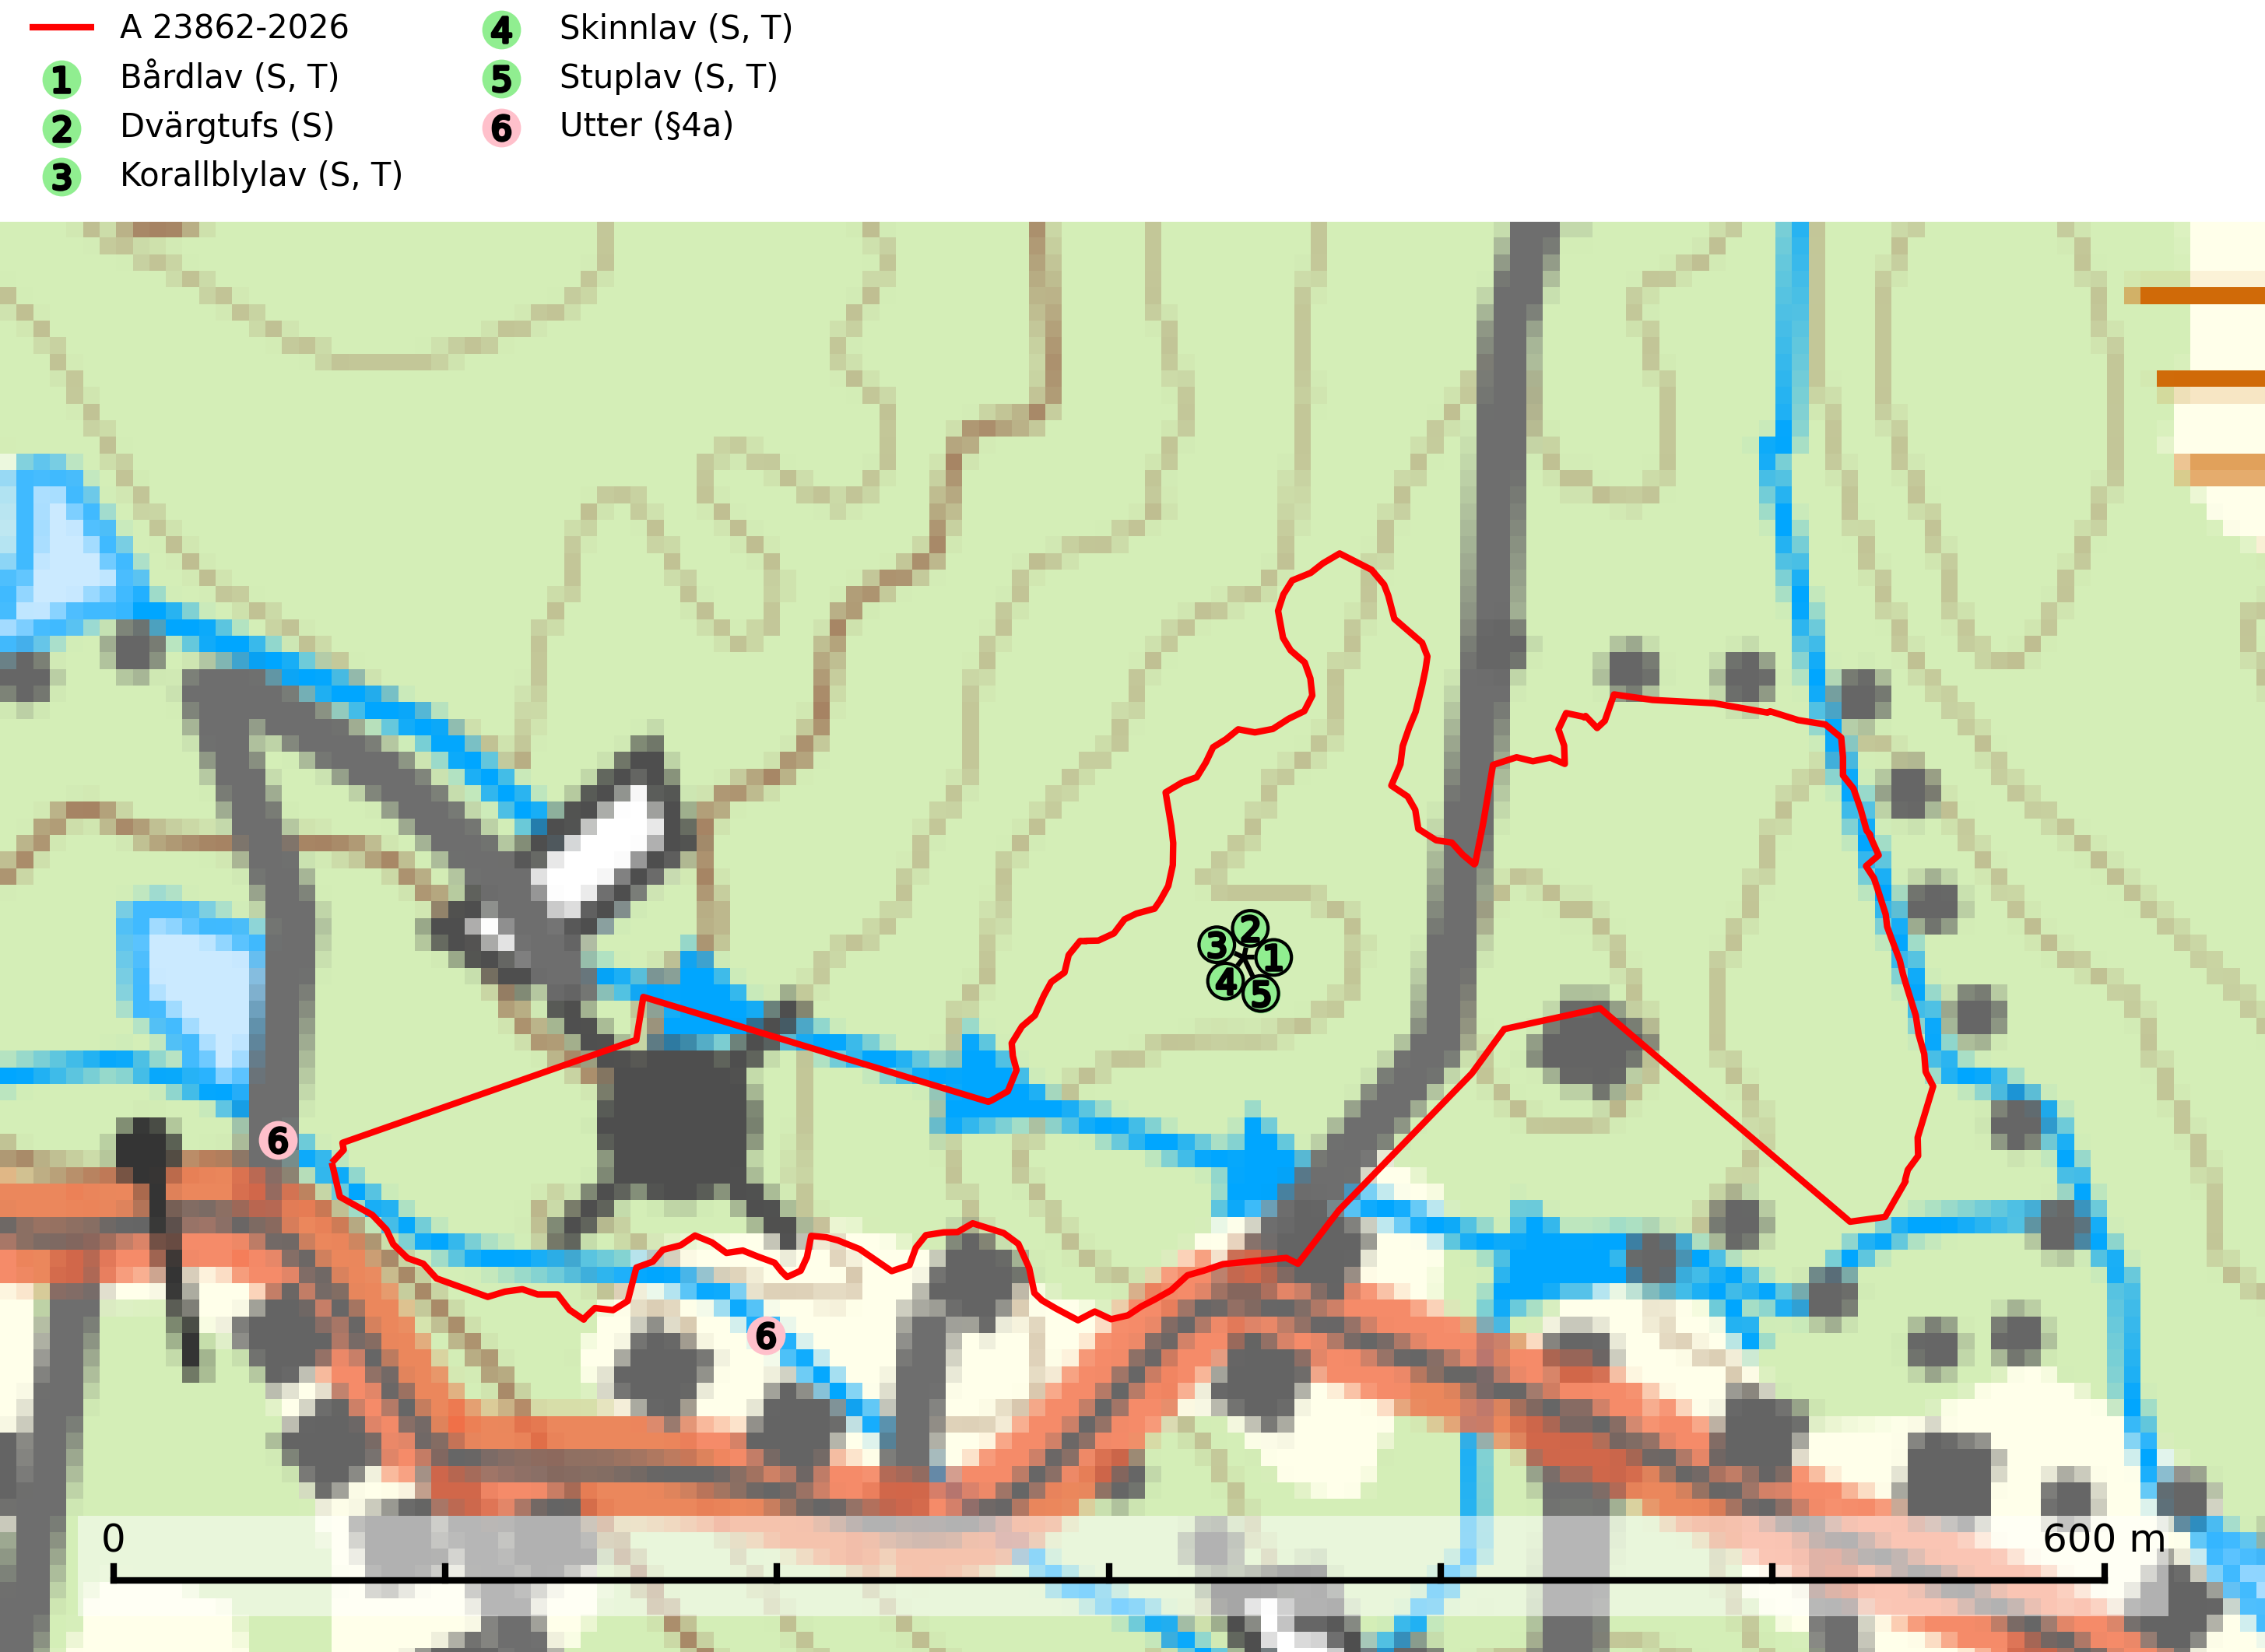 A 23862-2026
1 Bårdlav (S, T)
2 Dvärgtufs (S)
3 Korallblylav (S, T)
4 Skinnlav (S, T)
5 Stuplav (S, T)
6 Utter (§4a)
2
3
1
4
5
6
6
0
600 m